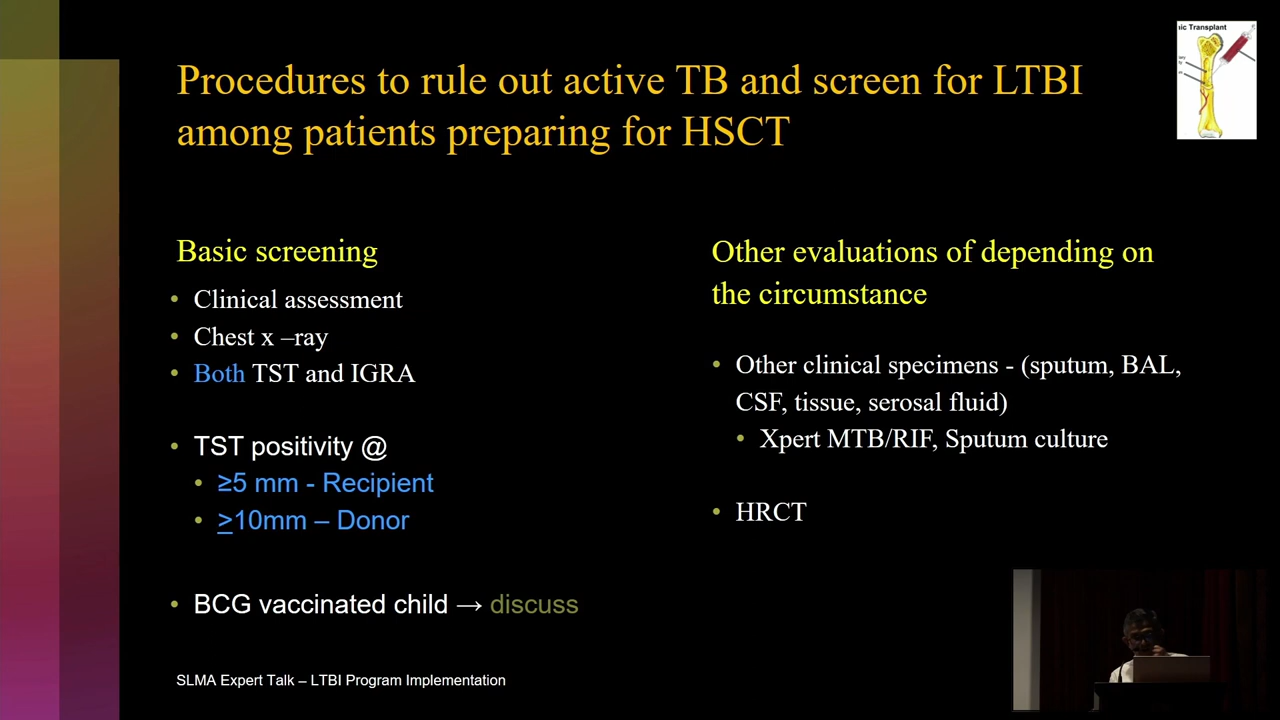 nic Transplant
Procedures to rule out active TB and screen for LTBI
among patients preparing for HSCT
Basic screening
• Clinical assessment
• Chest x –ray
• Both TST and IGRA
• TST positivity @
• ≥5 mm - Recipient
• ≥10mm – Donor
• BCG vaccinated child → discuss
Other evaluations of depending on
the circumstance
• Other clinical specimens - (sputum, BAL,
CSF, tissue, serosal fluid)
• Xpert MTB/RIF, Sputum culture
• HRCT
SLMA Expert Talk – LTBI Program Implementation